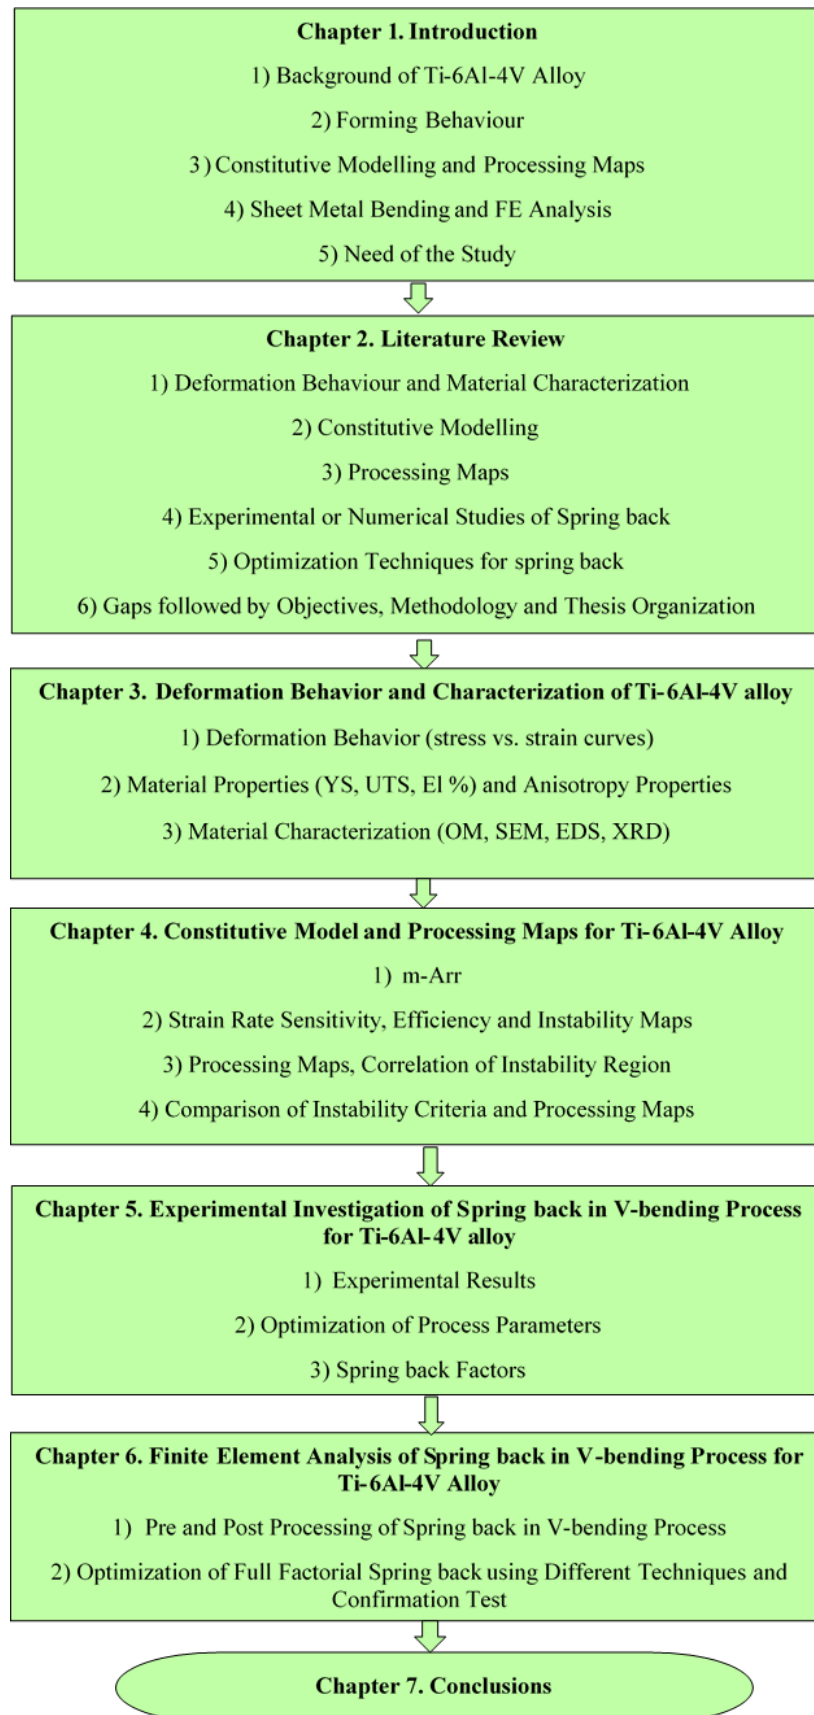 Chapter 1. Introduction
1) Background of Ti-6Al-4V Alloy
2) Forming Behaviour
3) Constitutive Modelling and Processing Maps
4) Sheet Metal Bending and FE Analysis
5) Need of the Study
Chapter 2. Literature Review
1) Deformation Behaviour and Material Characterization
2) Constitutive Modelling
3) Processing Maps
4) Experimental or Numerical Studies of Spring back
5) Optimization Techniques for spring back
6) Gaps followed by Objectives, Methodology and Thesis Organization
Chapter 3. Deformation Behavior and Characterization of Ti-6Al-4V alloy
1) Deformation Behavior (stress vs. strain curves)
2) Material Properties (YS, UTS, El %) and Anisotropy Properties
3) Material Characterization (OM, SEM, EDS, XRD)
Chapter 4. Constitutive Model and Processing Maps for Ti-6Al-4V Alloy
1) m-Arr
2) Strain Rate Sensitivity, Efficiency and Instability Maps
3) Processing Maps, Correlation of Instability Region
4) Comparison of Instability Criteria and Processing Maps
Chapter 5. Experimental Investigation of Spring back in V-bending Process
for Ti-6Al-4V alloy
1) Experimental Results
2) Optimization of Process Parameters
3) Spring back Factors
Chapter 6. Finite Element Analysis of Spring back in V-bending Process for
Ti-6Al-4V Alloy
1) Pre and Post Processing of Spring back in V-bending Process
2) Optimization of Full Factorial Spring back using Different Techniques and
Confirmation Test
Chapter 7. Conclusions